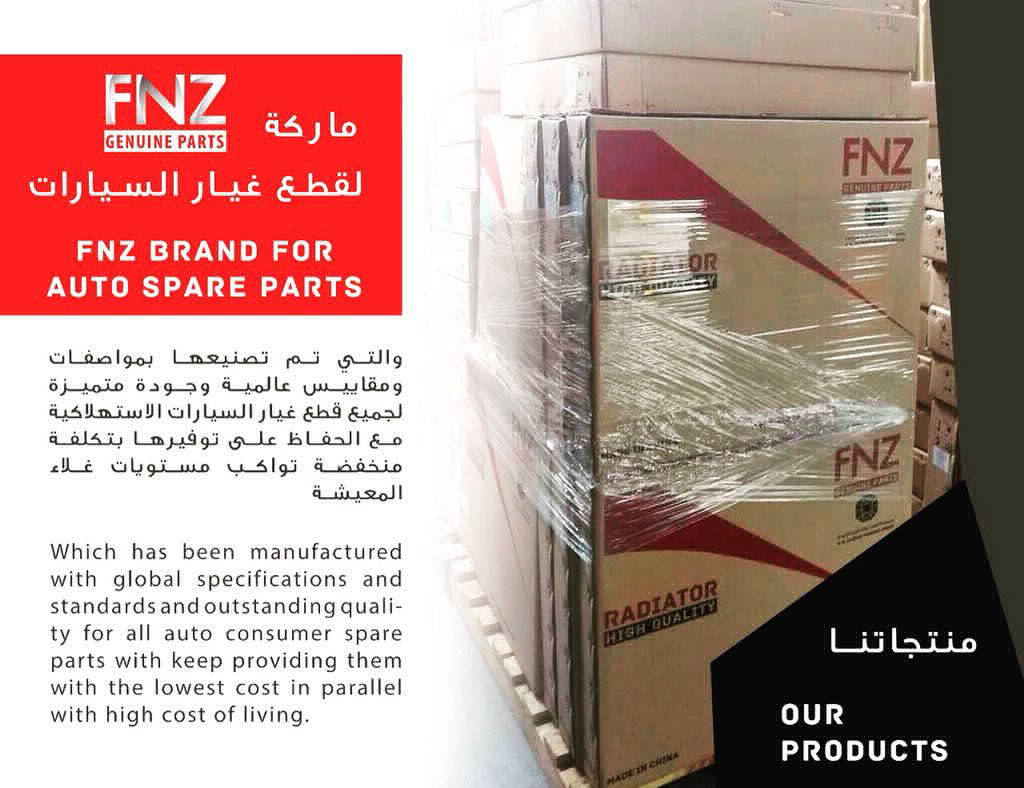 FNZ
GENUINE PARTS
ماركة
لقطع غيار السيارات
FNZ BRAND FOR
AUTO SPARE PARTS
والتي تم تصنيعها بمواصفات
ومقاييس عالمية وجودة متميزة
لجميع قطع غيار السيارات الاستهلاكية
مع الحفاظ على توفيرها بتكلفة
منخفضة تواكب مستويات غلاء
المعيشة
Which has been manufactured
with global specifications and
standards and outstanding quali-
ty for all auto consumer spare
parts with keep providing them
with the lowest cost in parallel
with high cost of living.
FNZ
GENUINE PARTS
RADIATOR
HIGH QUALITY
FNZ
GENUINE PARTS
RADIATOR
HIGH QUALITY
MADE IN CHINA
منتجاتنا
OUR
PRODUCTS